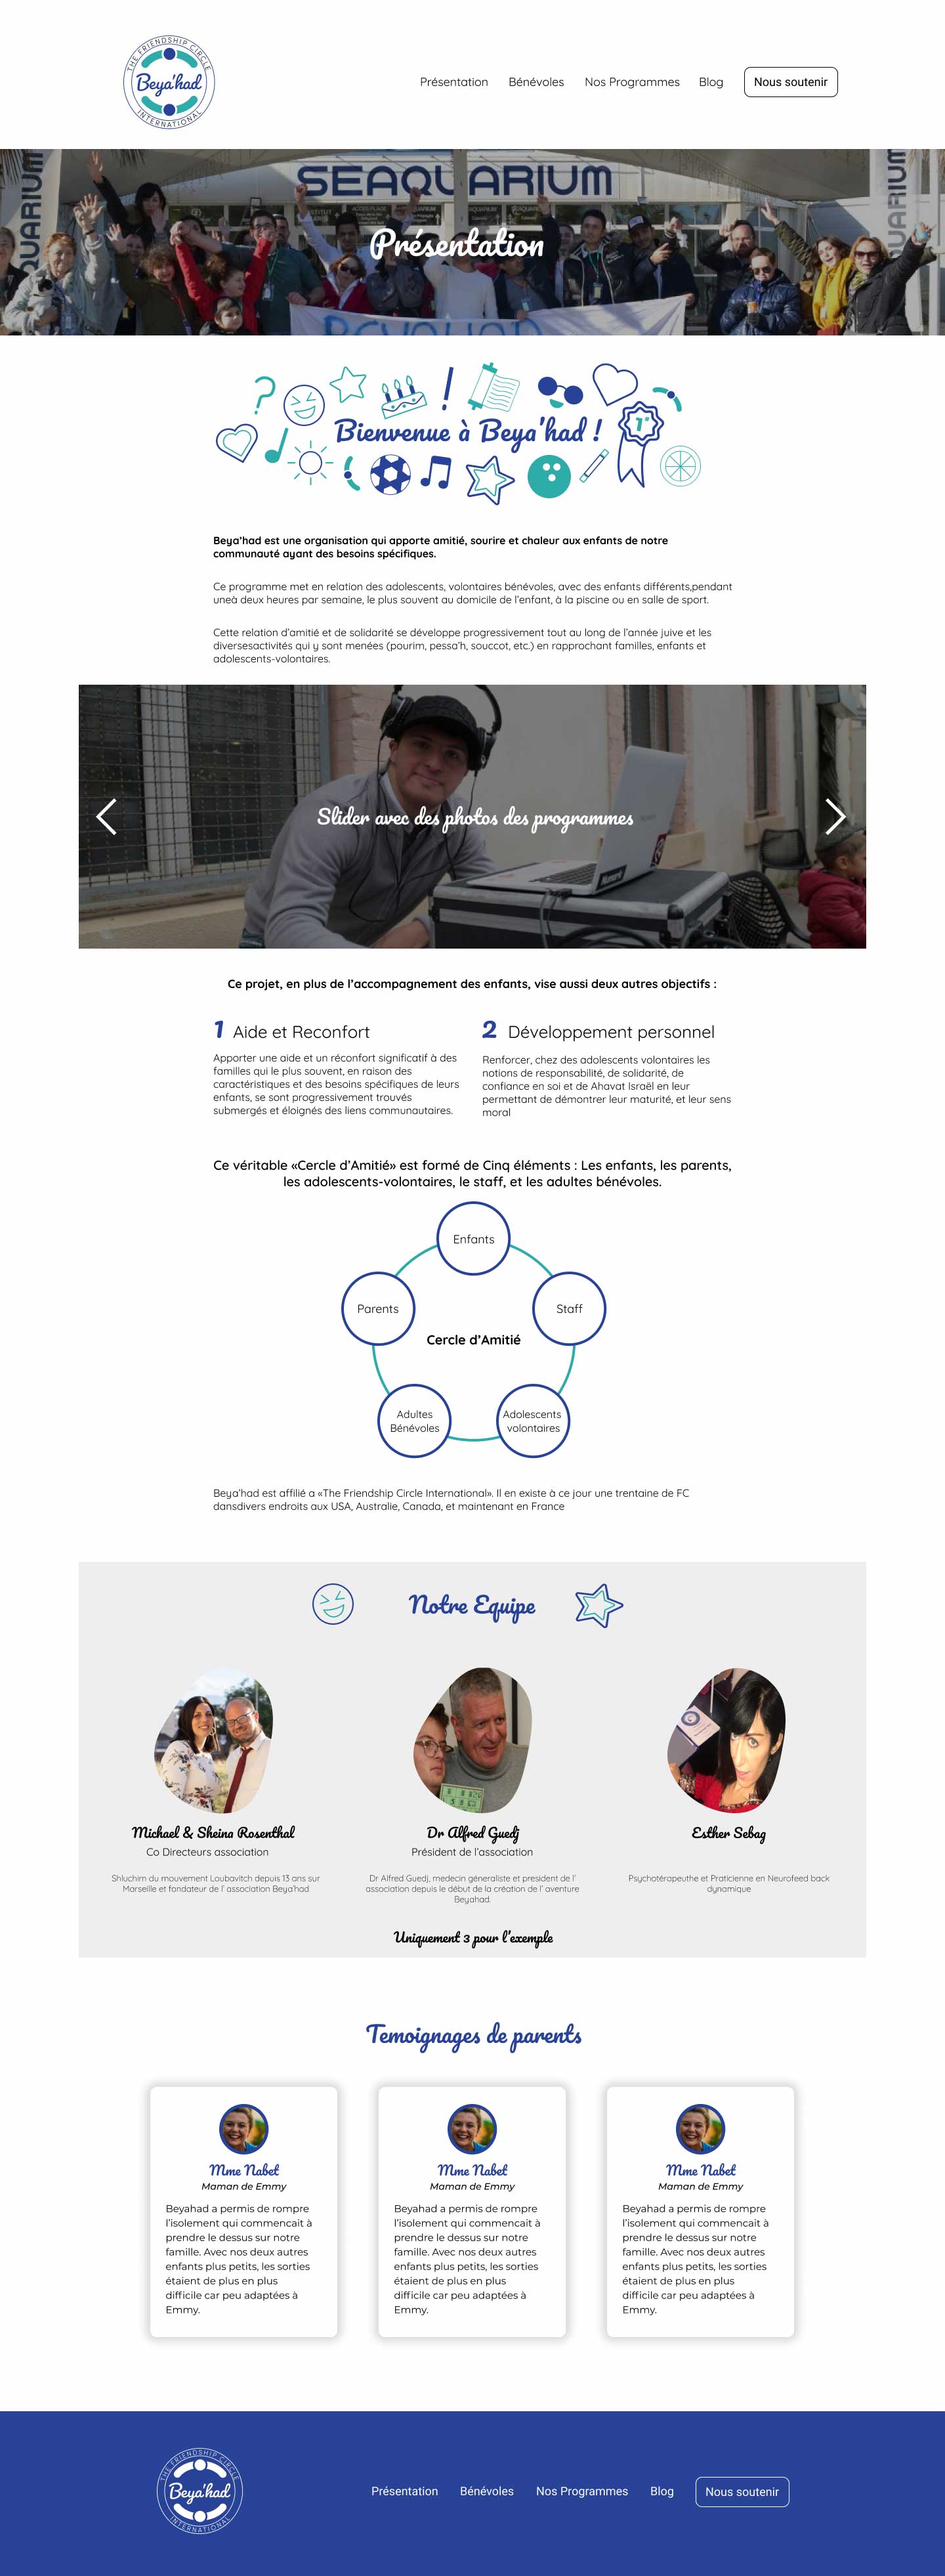 THE FRIENDSHIP CIRCLE
Beya'had
INTERNATIONAL
Présentation Bénévoles Nos Programmes Blog Nous soutenir
SEAQUARIUM
QUARIUM
QUARIUM
Présentation
BEYAHAD
Bienvenue à Beya'had !
1
Beya'had est une organisation qui apporte amitié, sourire et chaleur aux enfants de notre
communauté ayant des besoins spécifiques.
Ce programme met en relation des adolescents, volontaires bénévoles, avec des enfants différents,pendant
uneà deux heures par semaine, le plus souvent au domicile de l'enfant, à la piscine ou en salle de sport.
Cette relation d'amitié et de solidarité se développe progressivement tout au long de l'année juive et les
diversesactivités qui y sont menées (pourim, pessa'h, souccot, etc.) en rapprochant familles, enfants et
adolescents-volontaires.
Slider avec des photos des programmes
Numark
Ce projet, en plus de l'accompagnement des enfants, vise aussi deux autres objectifs :
1 Aide et Reconfort
Apporter une aide et un réconfort significatif à des
familles qui le plus souvent, en raison des
caractéristiques et des besoins spécifiques de leurs
enfants, se sont progressivement trouvés
submergés et éloignés des liens communautaires.
2 Développement personnel
Renforcer, chez des adolescents volontaires les
notions de responsabilité, de solidarité, de
confiance en soi et de Ahavat Israël en leur
permettant de démontrer leur maturité, et leur sens
moral
Ce véritable «Cercle d'Amitié» est formé de Cinq éléments : Les enfants, les parents,
les adolescents-volontaires, le staff, et les adultes bénévoles.
Enfants
Parents
Staff
Cercle d'Amitié
Adultes
Bénévoles
Adolescents
volontaires
Beya'had est affilié a «The Friendship Circle International». Il en existe à ce jour une trentaine de FC
dansdivers endroits aux USA, Australie, Canada, et maintenant en France
Notre Equipe
Michael & Sheina Rosenthal
Co Directeurs association
Shluchim du mouvement Loubavitch depuis 13 ans sur
Marseille et fondateur de l' association Beya'had
Dr Alfred Guedj
Président de l'association
Dr Alfred Guedj, medecin géneraliste et president de l'
association depuis le début de la création de l' aventure
Beyahad.
Esther Sebag
Psychotérapeuthe et Praticienne en Neurofeed back
dynamique
Uniquement 3 pour l'exemple
Temoignages de parents
Mme Nabet
Maman de Emmy
Beyahad a permis de rompre
l'isolement qui commencait à
prendre le dessus sur notre
famille. Avec nos deux autres
enfants plus petits, les sorties
étaient de plus en plus
difficile car peu adaptées à
Emmy.
Mme Nabet
Maman de Emmy
Beyahad a permis de rompre
l'isolement qui commencait à
prendre le dessus sur notre
famille. Avec nos deux autres
enfants plus petits, les sorties
étaient de plus en plus
difficile car peu adaptées à
Emmy.
Mme Nabet
Maman de Emmy
Beyahad a permis de rompre
l'isolement qui commencait à
prendre le dessus sur notre
famille. Avec nos deux autres
enfants plus petits, les sorties
étaient de plus en plus
difficile car peu adaptées à
Emmy.
THE FRIENDSHIP CIRCLE
Beya'had
INTERNATIONAL
Présentation Bénévoles Nos Programmes Blog Nous soutenir